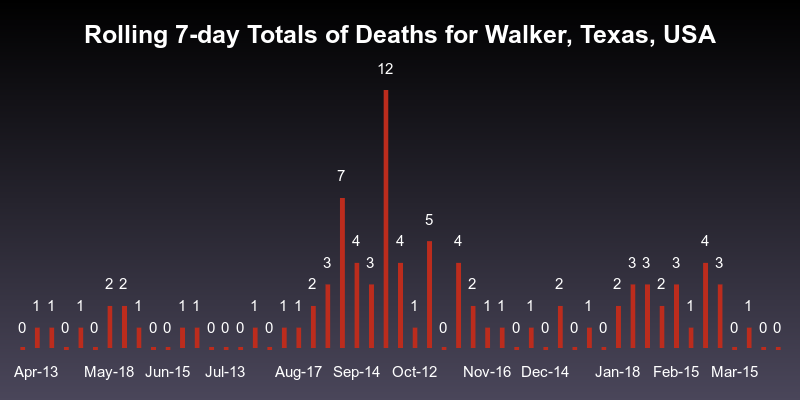 Rolling 7-day Totals of Deaths for Walker, Texas, USA
12
7
5
4 4 4 4
3 3 3 3 3 3
2 2 2 2 2 2 2
1 1 1 1 1 1 1 1 1 1 1 1 1 1 1 1
0 0 0 0 0 0 0 0 0 0 0 0 0 0 0 0 0
Apr-13 May-18 Jun-15 Jul-13 Aug-17 Sep-14 Oct-12 Nov-16 Dec-14 Jan-18 Feb-15 Mar-15